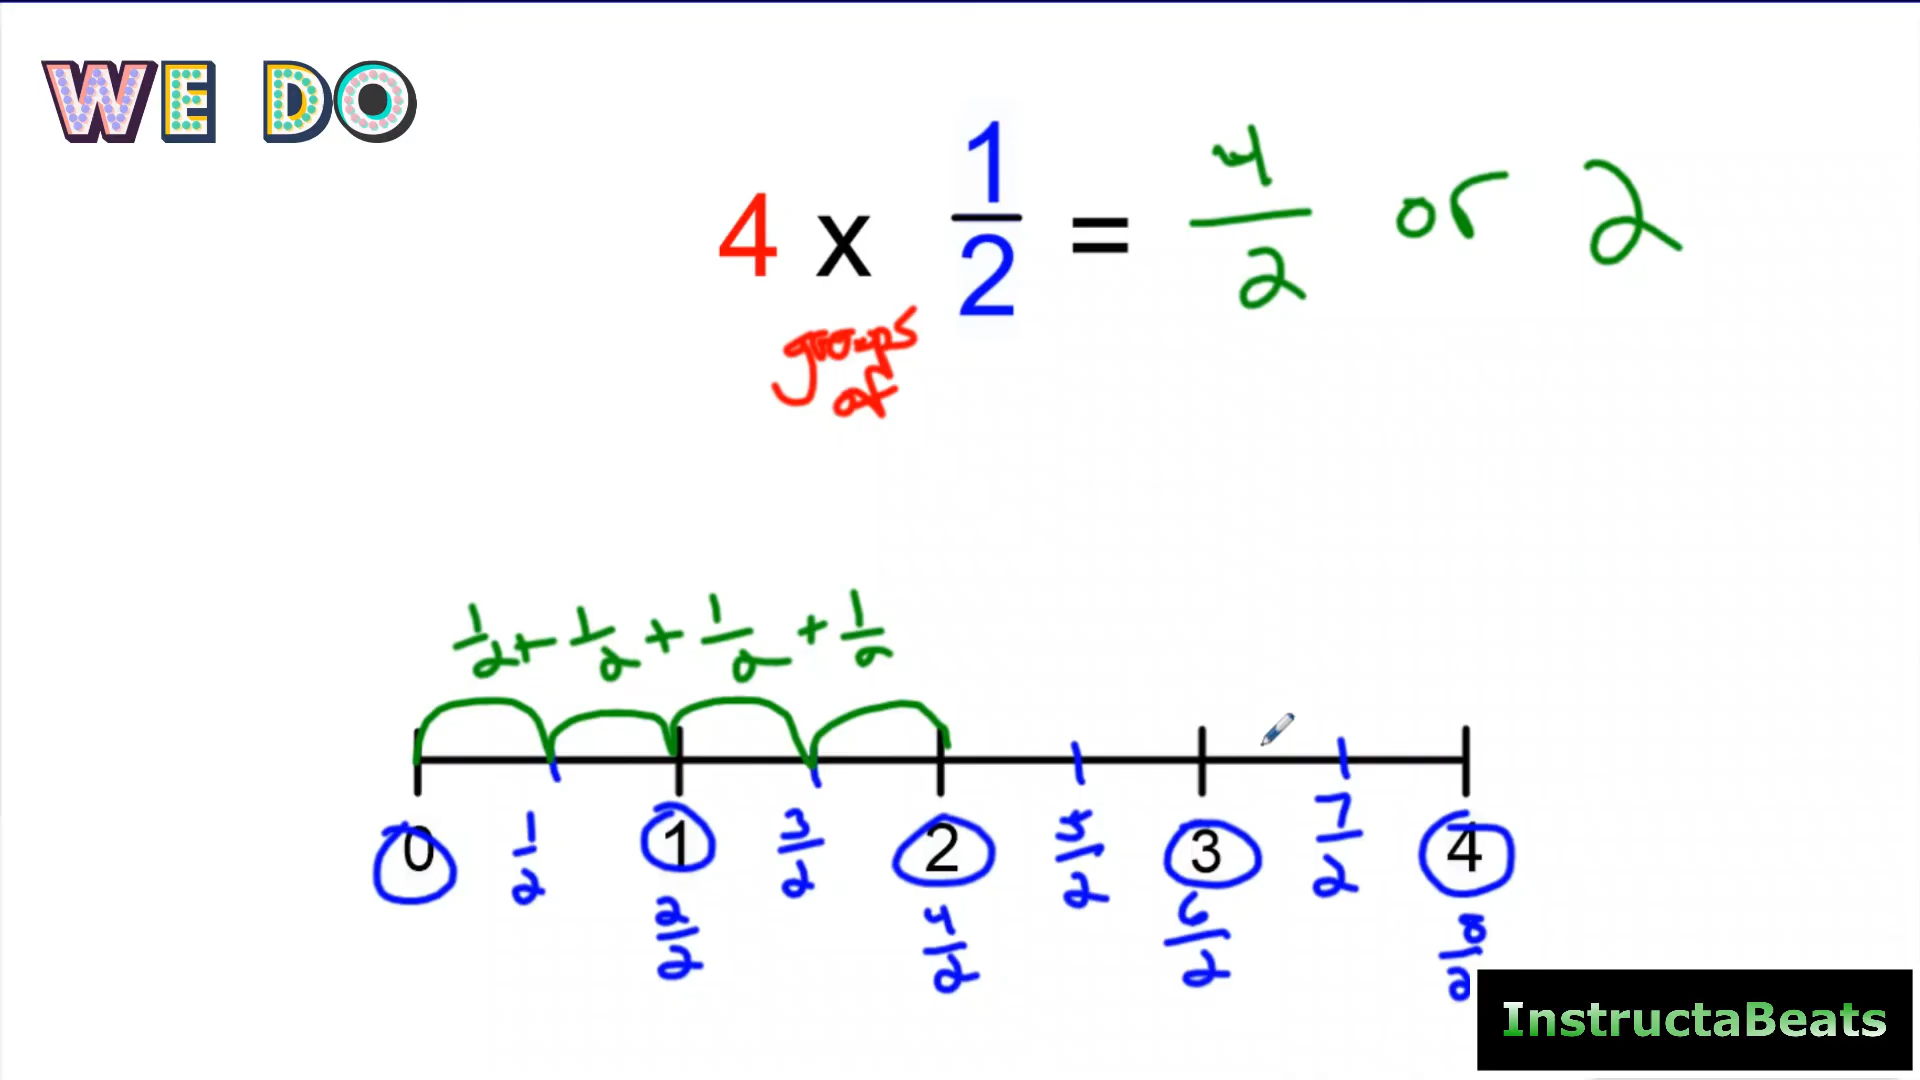 WE DO
4 x 1/2 = 4/2 or 2
groups
of
1/2 + 1/2 + 1/2 + 1/2
0 1/2 1 3/2 2 5/2 3 7/2 4
2/2 4/2 6/2 8/2
InstructaBeats